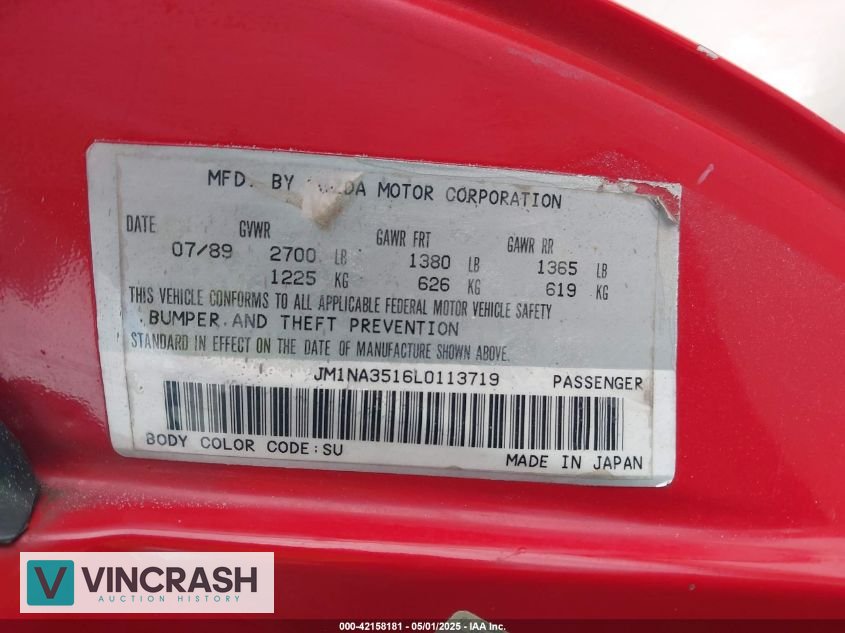 MFD. BY DA MOTOR CORPORATION
DATE GVWR GAWR FRT GAWR RR
07/89 2700 LB 1380 LB 1365 LB
1225 KG 626 KG 619 KG
THIS VEHICLE CONFORMS TO ALL APPLICABLE FEDERAL MOTOR VEHICLE SAFETY
BUMPER AND THEFT PREVENTION
STANDARD IN EFFECT ON THE DATE OF MANUFACTURE SHOWN ABOVE.
JM1NA3516L0113719 PASSENGER
BODY COLOR CODE:SU
MADE IN JAPAN
V VINCRASH
AUCTION HISTORY
000-42158181 - 05/01/2025 - IAA Inc.